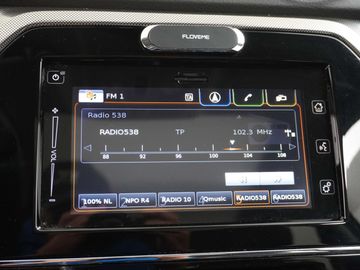 FLOVEME
FM 1
Radio 538
RADIO538 TP 102.3 MHz
88 92 96 100 104 108
VOL
100% NL NPO R4 RADIO 10 Qmusic RADIO538 RADIO538